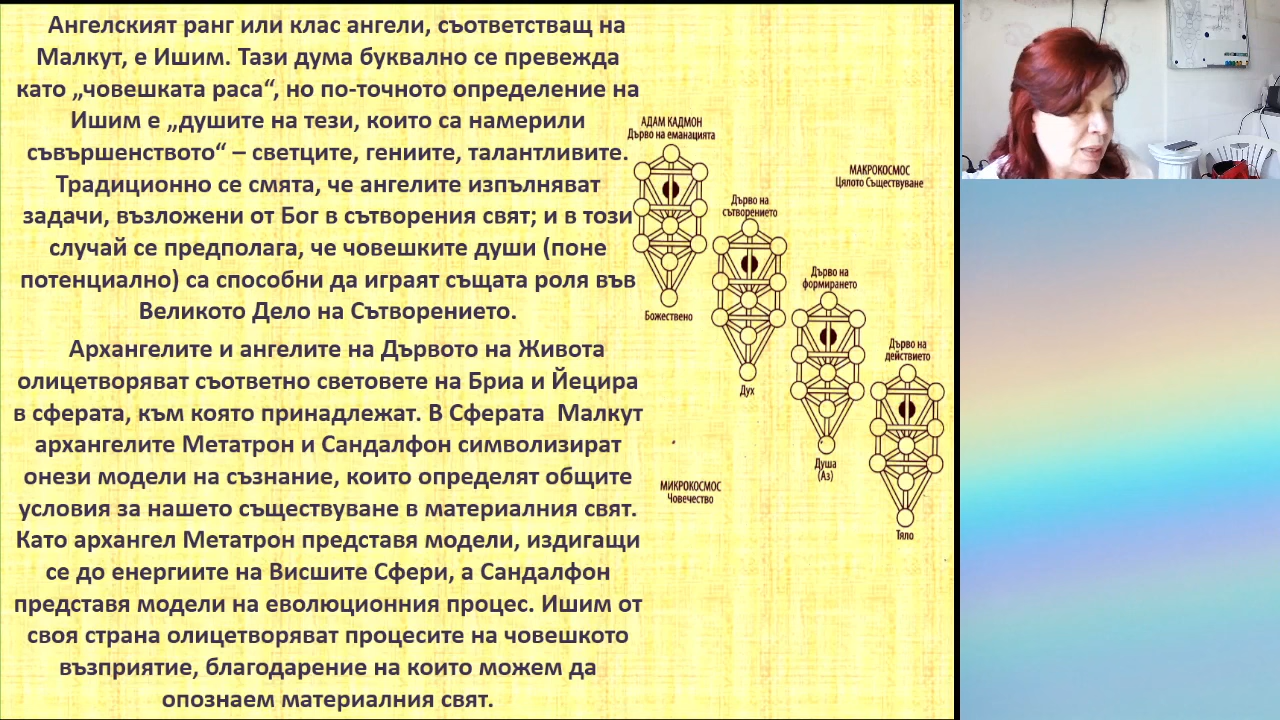 Ангелският ранг или клас ангели, съответстващ на
Малкут, е Ишим. Тази дума буквално се превежда
като „човешката раса“, но по-точното определение на
Ишим е „душите на тези, които са намерили
съвършенството“ – светците, гениите, талантливите.
Традиционно се смята, че ангелите изпълняват
задачи, възложени от Бог в сътворения свят; и в този
случай се предполага, че човешките души (поне
потенциално) са способни да играят същата роля във
Великото Дело на Сътворението.
Архангелите и ангелите на Дървото на Живота
олицетворяват съответно световете на Бриа и Йецира
в сферата, към която принадлежат. В Сферата Малкут
архангелите Метатрон и Сандалфон символизират
онези модели на съзнание, които определят общите
условия за нашето съществуване в материалния свят.
Като архангел Метатрон представя модели, издигащи
се до енергиите на Висшите Сфери, а Сандалфон
представя модели на еволюционния процес. Ишим от
своя страна олицетворяват процесите на човешкото
възприятие, благодарение на които можем да
опознаем материалния свят.
АДАМ КАДМОН
Дърво на еманацията
Божествено
МАКРОКОСМОС
Цялото Съществуване
Дърво на
сътворението
Дух
Дърво на
формирането
Душа
(Аз)
Дърво на
действието
Тяло
МИКРОКОСМОС
Човечество